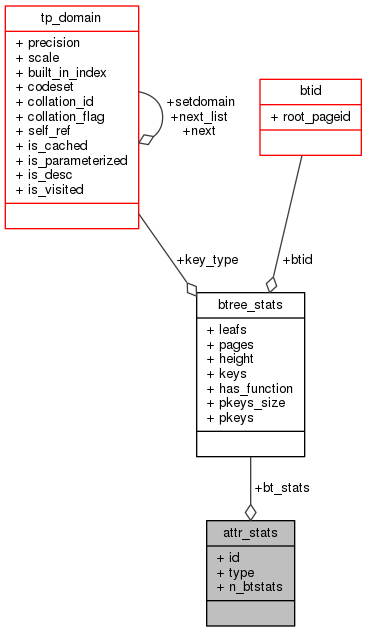 tp_domain
+ precision
+ scale
+ built_in_index
+ codeset
+ collation_id
+ collation_flag
+ self_ref
+ is_cached
+ is_parameterized
+ is_desc
+ is_visited
+setdomain
+next_list
+next
btid
+ root_pageid
+key_type
+btid
btree_stats
+ leafs
+ pages
+ height
+ keys
+ has_function
+ pkeys_size
+ pkeys
+bt_stats
attr_stats
+ id
+ type
+ n_btstats